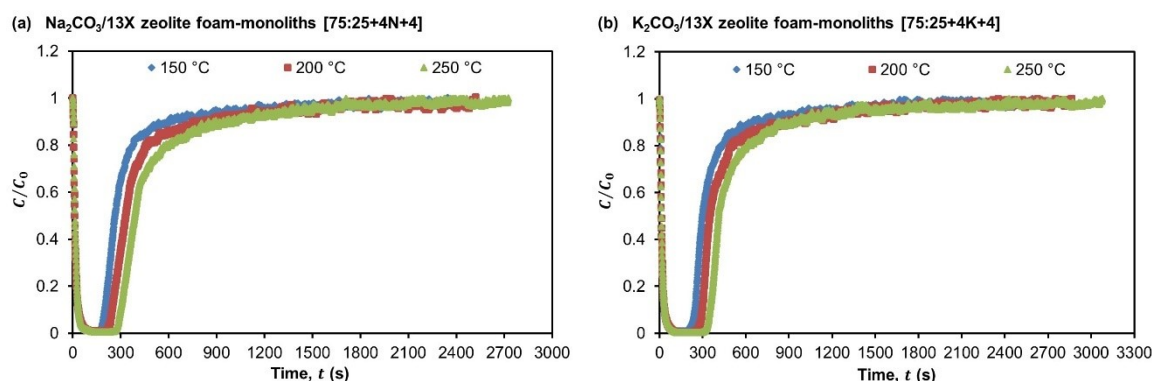 (a) Na₂CO₃/13X zeolite foam-monoliths [75:25+4N+4]
150 °C 200 °C 250 °C
1.2
1
0.8
0.6
0.4
0.2
0
C/C₀
0 300 600 900 1200 1500 1800 2100 2400 2700 3000
Time, t (s)
(b) K₂CO₃/13X zeolite foam-monoliths [75:25+4K+4]
150 °C 200 °C 250 °C
1.2
1
0.8
0.6
0.4
0.2
0
C/C₀
0 300 600 900 1200 1500 1800 2100 2400 2700 3000 3300
Time, t (s)